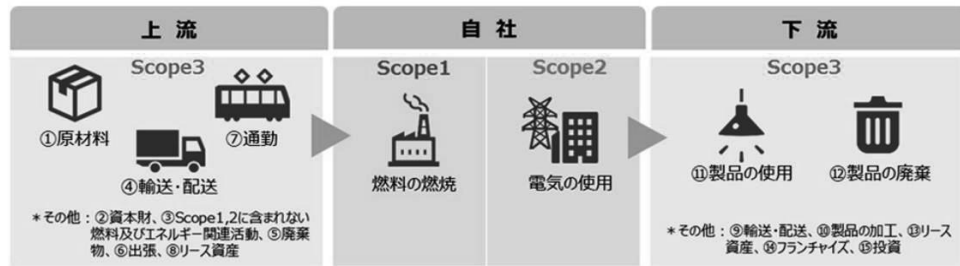 上流
自社
下流
Scope3
①原材料
⑦通勤
④輸送・配送
＊その他：②資本財、③Scope1,2に含まれない
燃料及びエネルギー関連活動、⑤廃棄
物、⑥出張、⑧リース資産
Scope1
燃料の燃焼
Scope2
電気の使用
Scope3
⑪製品の使用
⑫製品の廃棄
＊その他：⑨輸送・配送、⑩製品の加工、⑬リース
資産、⑭フランチャイズ、⑮投資